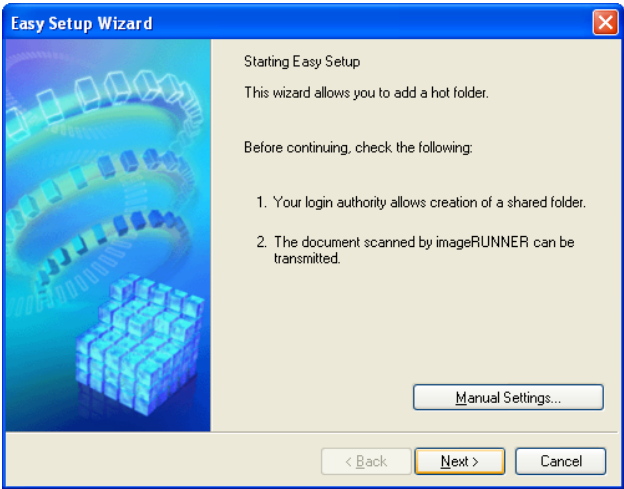 Easy Setup Wizard
Starting Easy Setup
This wizard allows you to add a hot folder.
Before continuing, check the following:
1. Your login authority allows creation of a shared folder.
2. The document scanned by imageRUNNER can be
transmitted.
Manual Settings...
< Back
Next >
Cancel